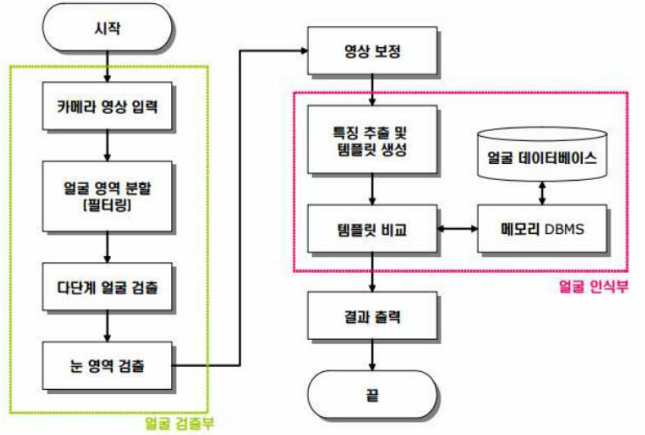 시작
카메라 영상 입력
얼굴 영역 분할
(필터링)
다단계 얼굴 검출
눈 영역 검출
얼굴 검출부
영상 보정
특징 추출 및
템플릿 생성
얼굴 데이터베이스
템플릿 비교
메모리 DBMS
얼굴 인식부
결과 출력
끝